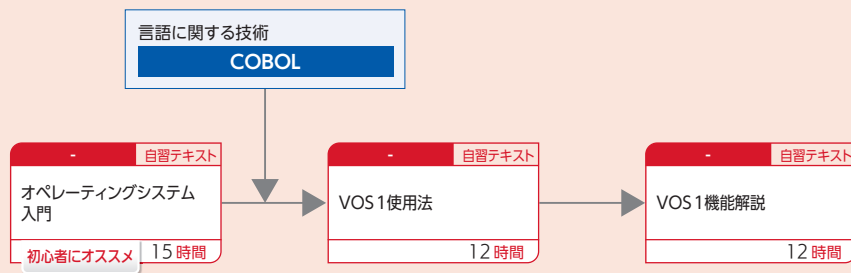 言語に関する技術
COBOL
- 自習テキスト
オペレーティングシステム
入門
初心者にオススメ 15時間
- 自習テキスト
VOS1使用法
12時間
- 自習テキスト
VOS1機能解説
12時間